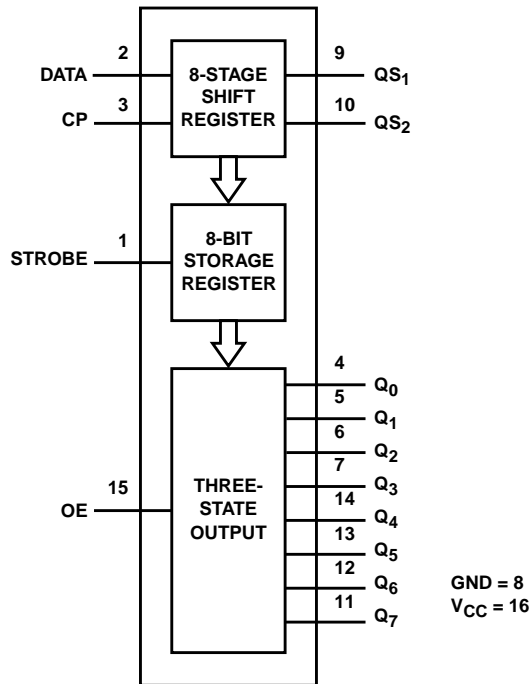 2
DATA
3
CP
8-STAGE
SHIFT
REGISTER
9
QS1
10
QS2
1
STROBE
8-BIT
STORAGE
REGISTER
15
OE
THREE-
STATE
OUTPUT
4
Q0
5
Q1
6
Q2
7
Q3
14
Q4
13
Q5
12
Q6
11
Q7
GND = 8
VCC = 16